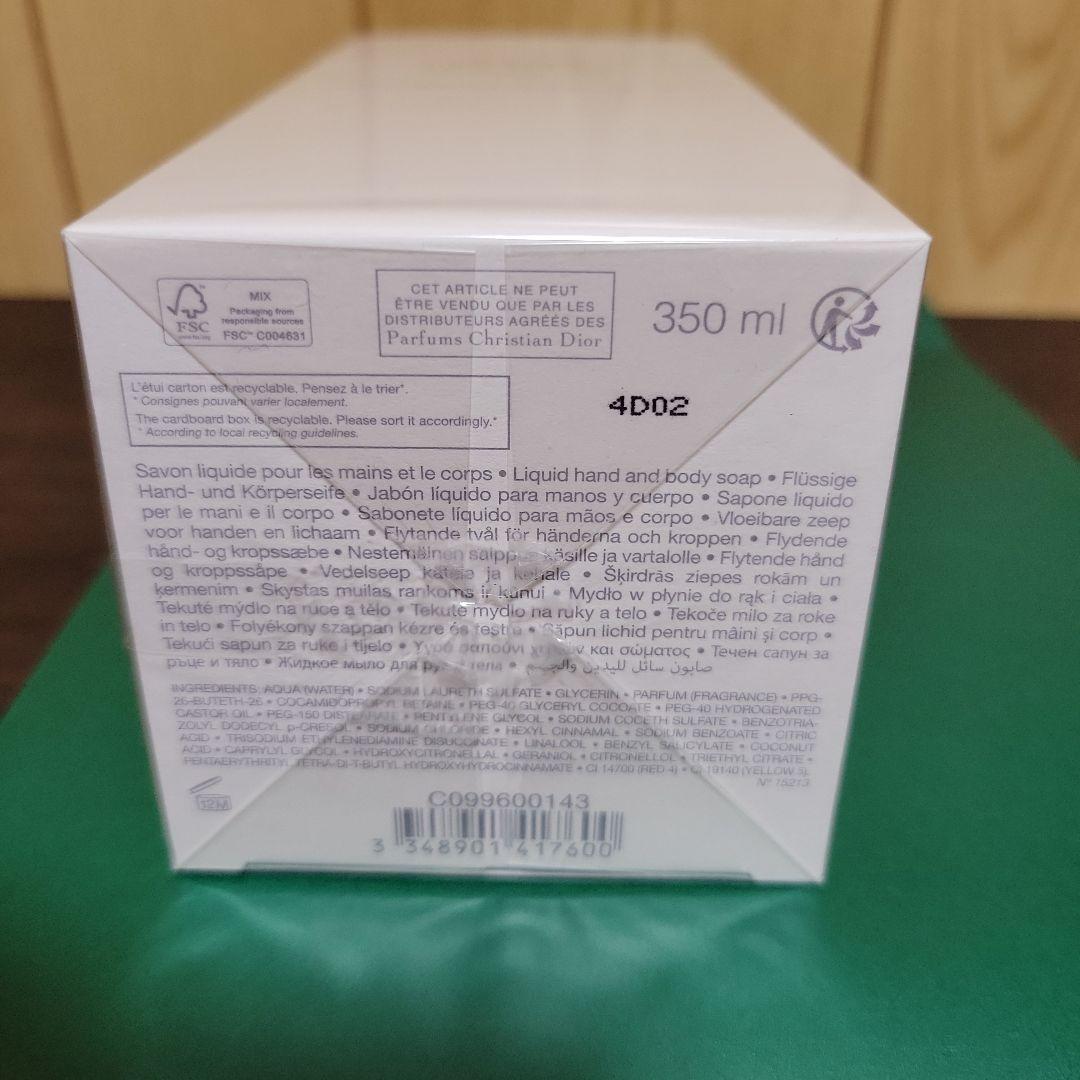 FSC
MIX
Packaging from
responsible sources
FSC™ C004631
CET ARTICLE NE PEUT
ÊTRE VENDU QUE PAR LES
DISTRIBUTEURS AGRÉÉS DES
Parfums Christian Dior
350 ml
L'étui carton est recyclable. Pensez à le trier*.
* Consignes pouvant varier localement.
The cardboard box is recyclable. Please sort it accordingly.*
* According to local recycling guidelines.
4D02
Savon liquide pour les mains et le corps • Liquid hand and body soap • Flüssige
Hand- und Körperseife • Jabón líquido para manos y cuerpo • Sapone liquido
per le mani e il corpo • Sabonete líquido para mãos e corpo • Vloeibare zeep
voor handen en lichaam • Flytande tvål för händerna och kroppen • Flydende
hånd- og kropssæbe • Nestemäinen saippua käsille ja vartalolle • Flytende hånd
og kroppssåpe • Vedelseep kätele ja kehale • Šķirdrās ziepes rokām un
ķermenim • Skystas muilas rankoms ir kūnui • Mydło w płynie do rąk i ciała •
Tekuté mýdlo na ruce a tělo • Tekuté mydlo na ruky a telo • Tekoče milo za roke
in telo • Folyékony szappan kézre és testre • Săpun lichid pentru mâini și corp •
Tekući sapun za ruke i tijelo • Υγρό σαπούνι χεριών και σώματος • Течен сапун за
ръце и тяло • Жидкое мыло для рук и тела • صابون سائل لليدين والجسم
INGREDIENTS: AQUA (WATER) • SODIUM LAURETH SULFATE • GLYCERIN • PARFUM (FRAGRANCE) • PPG-
26-BUTETH-26 • COCAMIDOPROPYL BETAINE • PEG-40 GLYCERYL COCOATE • PEG-40 HYDROGENATED
CASTOR OIL • PEG-150 DISTEARATE • PENTYLENE GLYCOL • SODIUM COCETH SULFATE • BENZOTRIA-
ZOLYL DODECYL p-CRESOL • SODIUM CHLORIDE • HEXYL CINNAMAL • SODIUM BENZOATE • CITRIC
ACID • TRISODIUM ETHYLENEDIAMINE DISUCCINATE • LINALOOL • BENZYL SALICYLATE • COCONUT
ACID • CAPRYLYL GLYCOL • HYDROXYCITRONELLAL • GERANIOL • CITRONELLOL • TRIETHYL CITRATE •
PENTAERYTHRITYL TETRA-DI-T-BUTYL HYDROXYHYDROCINNAMATE • CI 14700 (RED 4) • CI 19140 (YELLOW 5).
N° 15213
12M
C099600143
3 348901 417600